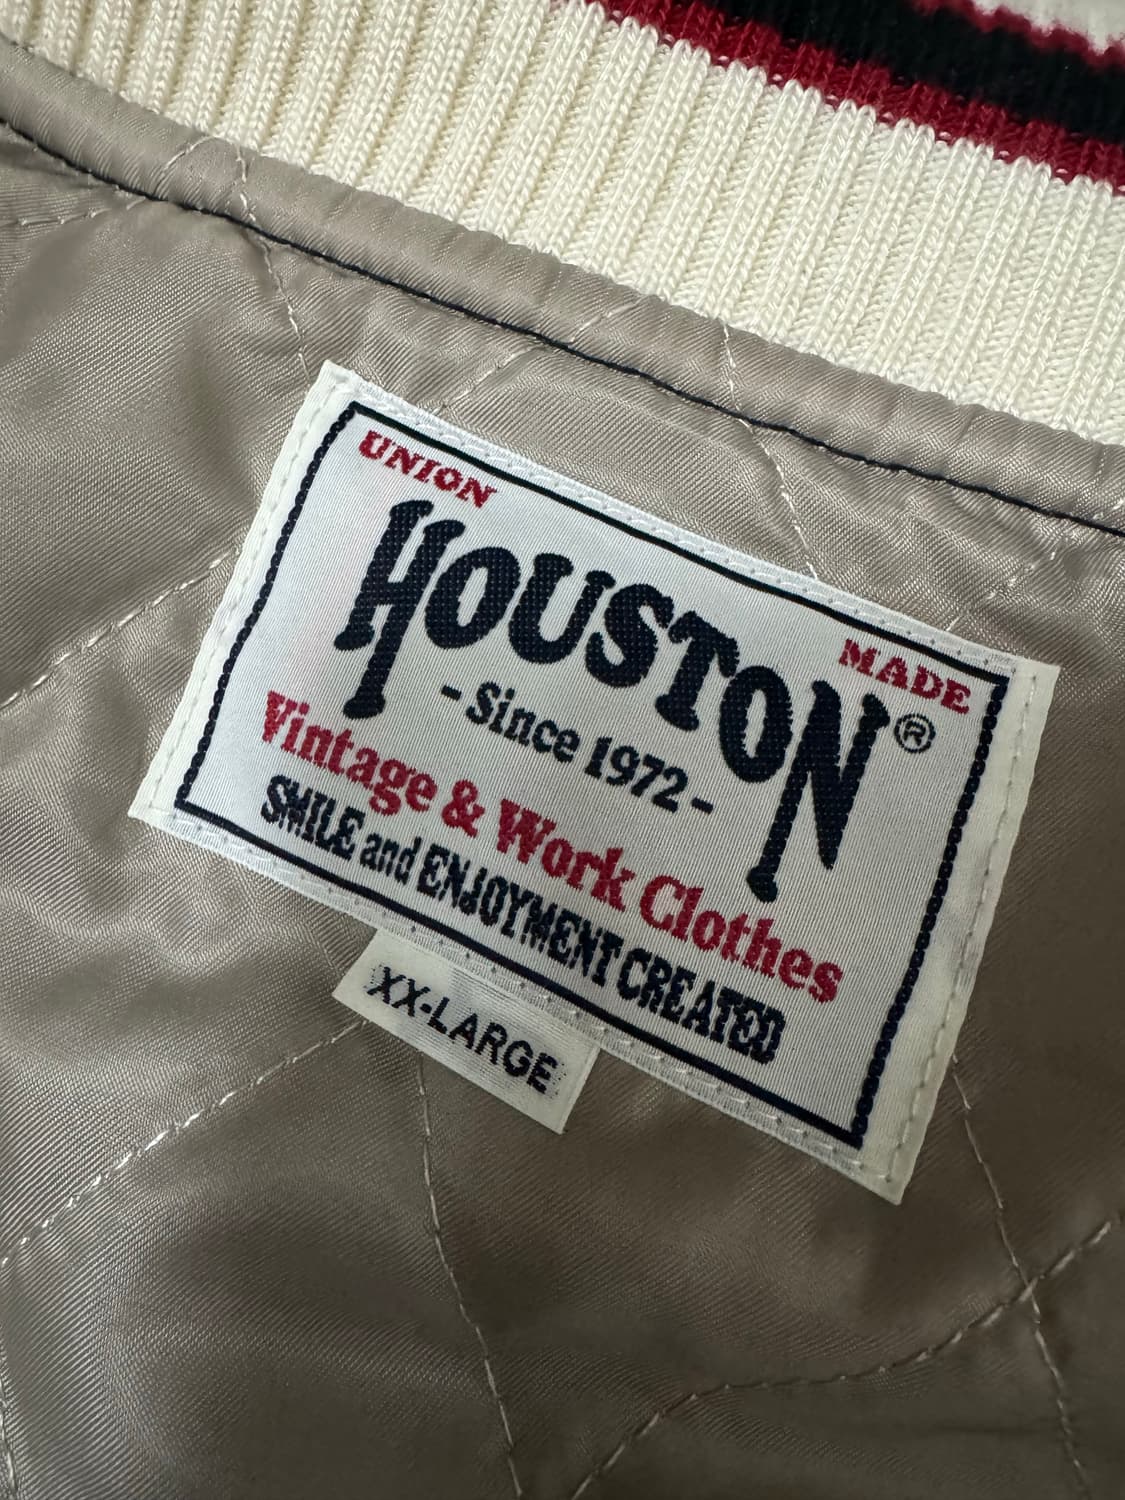 UNION MADE
HOUSTON®
- Since 1972 -
Vintage & Work Clothes
SMILE and ENJOYMENT CREATED
XX-LARGE